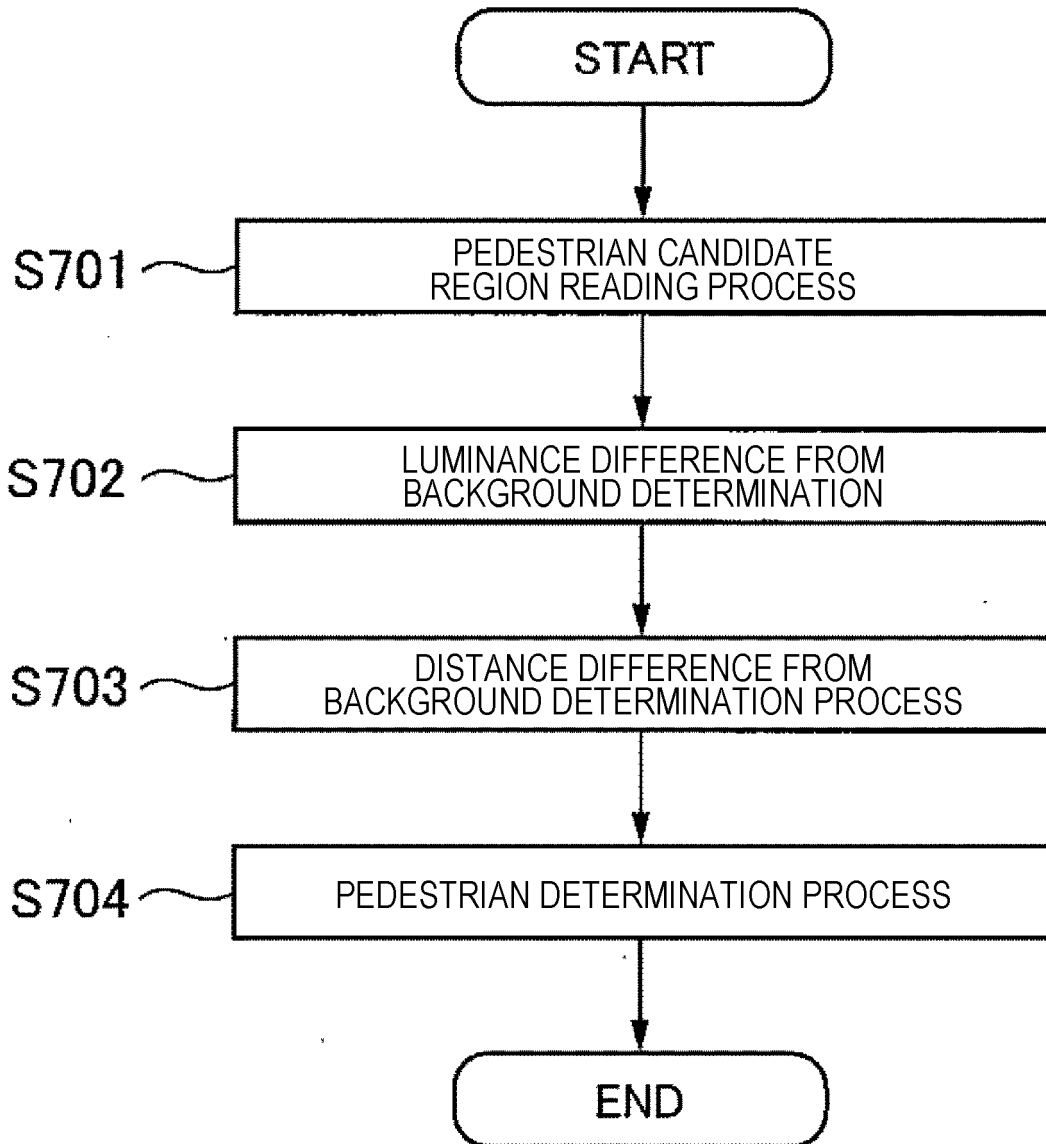 START
S701
PEDESTRIAN CANDIDATE
REGION READING PROCESS
S702
LUMINANCE DIFFERENCE FROM
BACKGROUND DETERMINATION
S703
DISTANCE DIFFERENCE FROM
BACKGROUND DETERMINATION PROCESS
S704
PEDESTRIAN DETERMINATION PROCESS
END